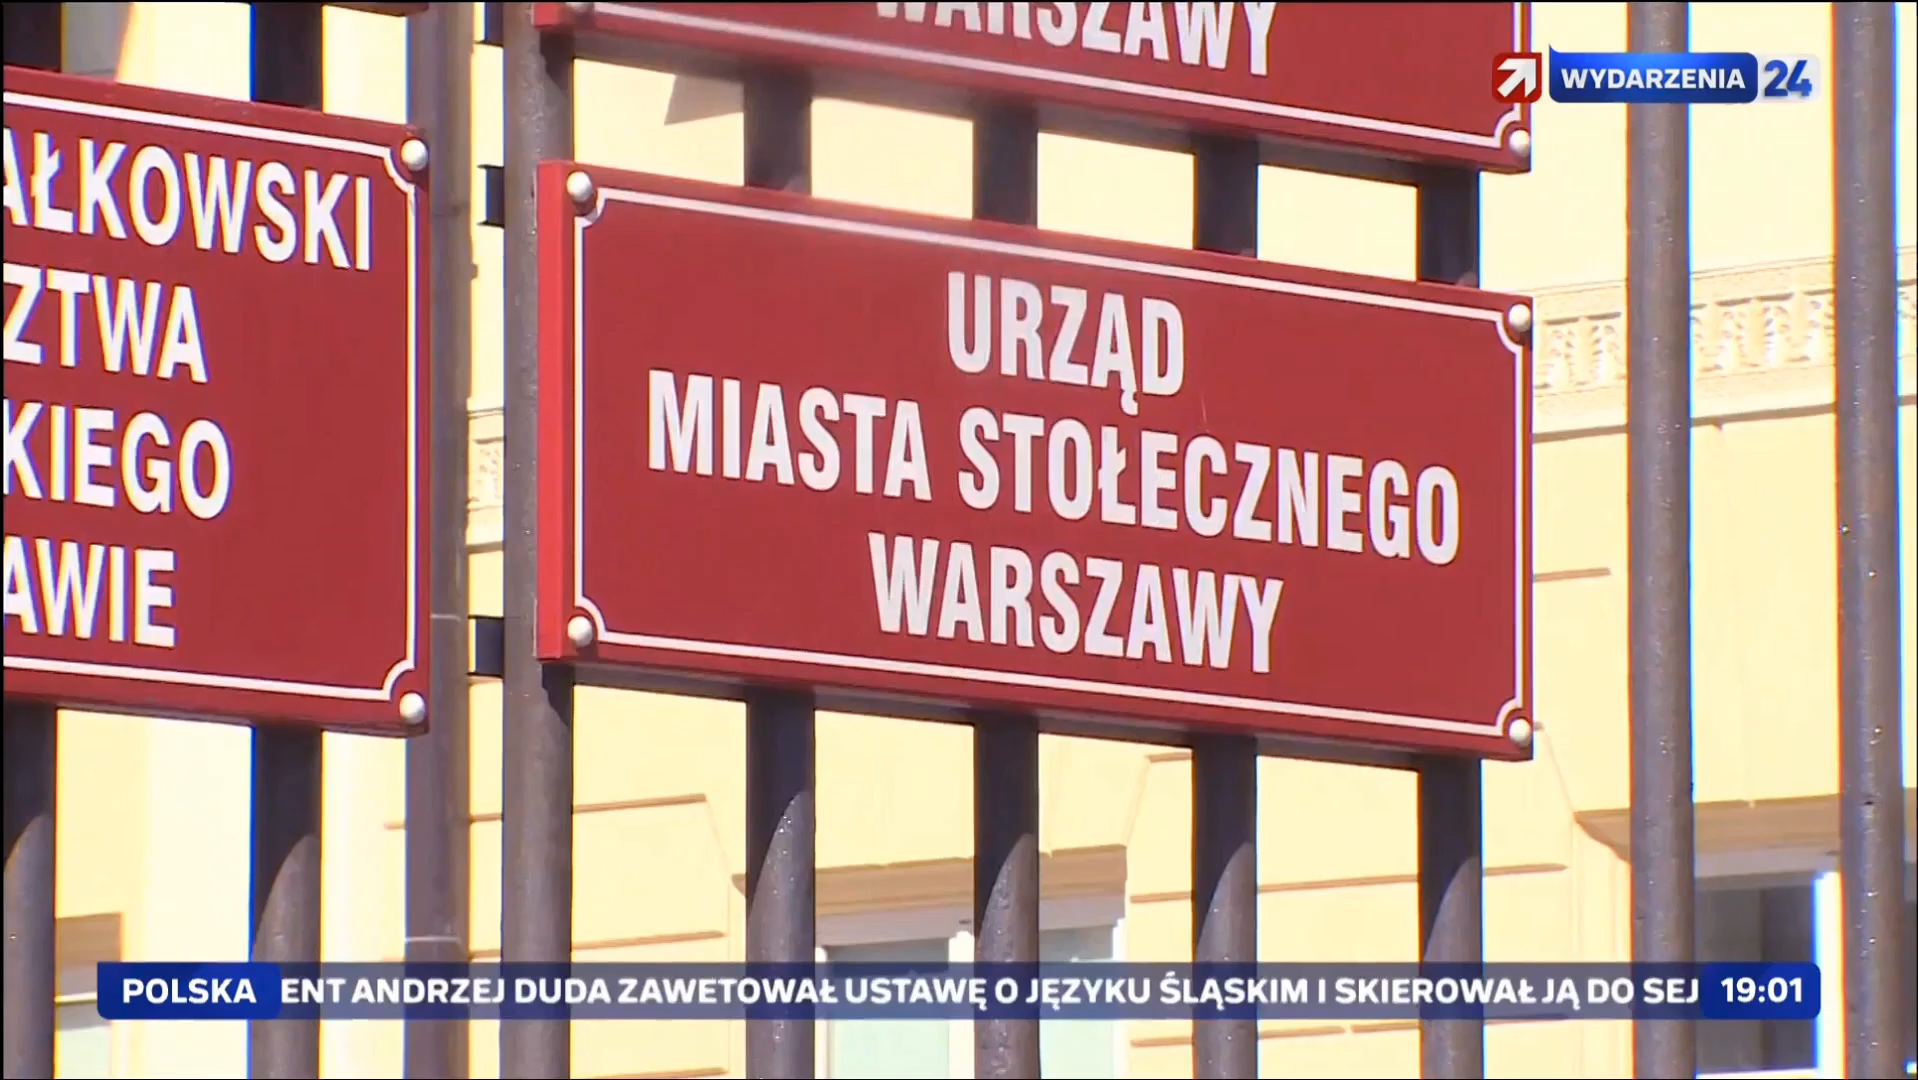 WARSZAWY
WYDARZENIA 24
AŁKOWSKI
ZTWA
KIEGO
AWIE
URZĄD
MIASTA STOŁECZNEGO
WARSZAWY
POLSKA ENT ANDRZEJ DUDA ZAWETOWAŁ USTAWĘ O JĘZYKU ŚLĄSKIM I SKIEROWAŁ JĄ DO SEJ 19:01